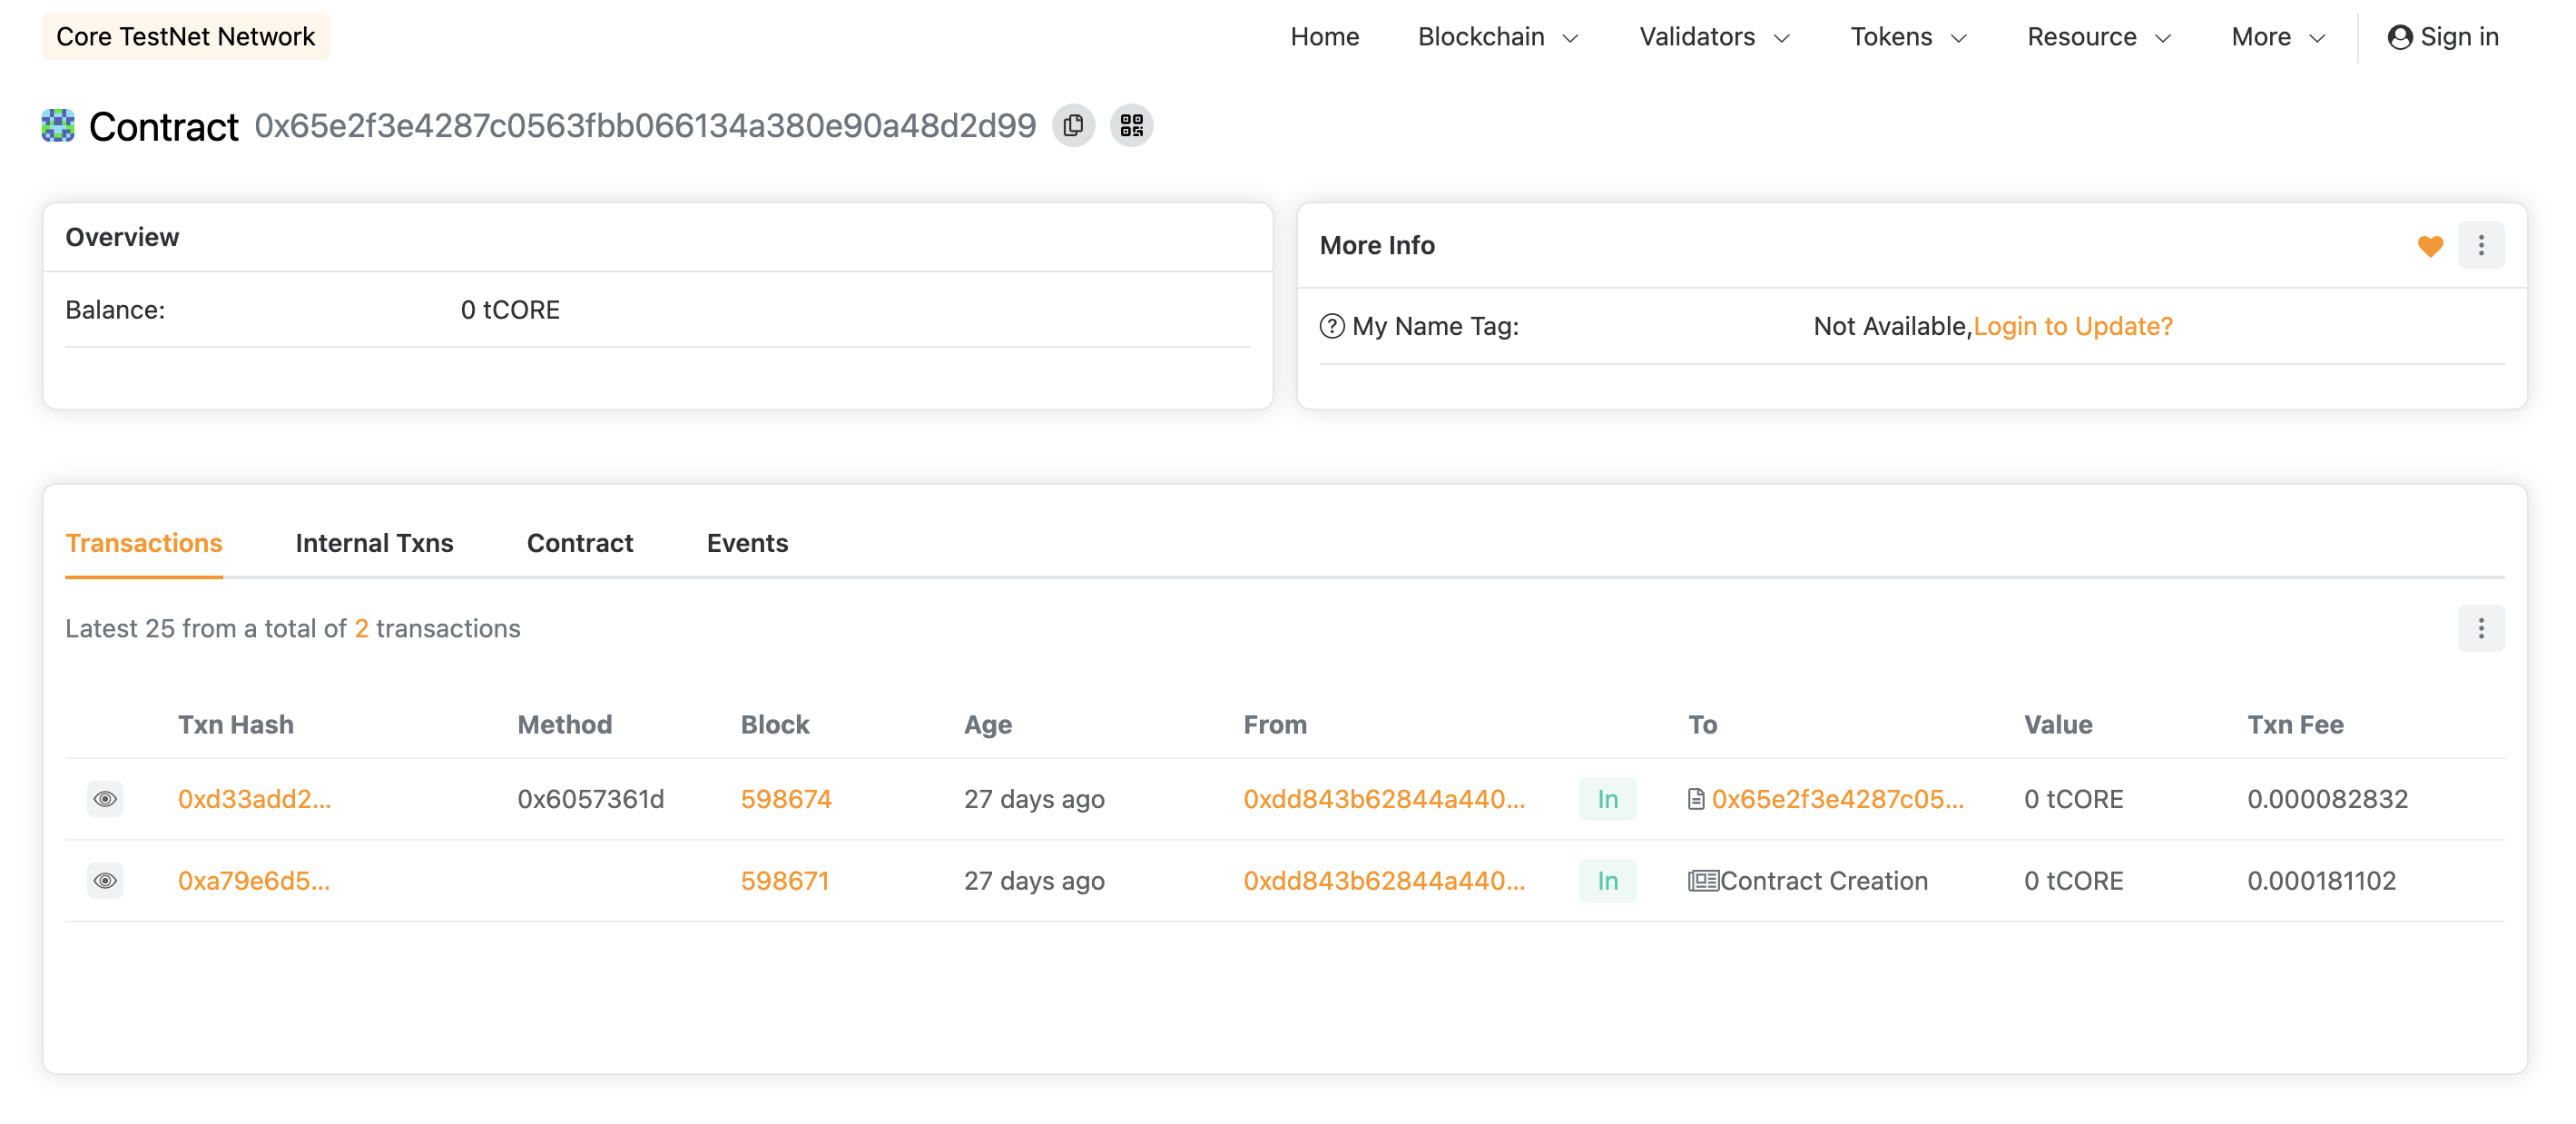 Core TestNet Network Home Blockchain Validators Tokens Resource More Sign in
Contract 0x65e2f3e4287c0563fbb066134a380e90a48d2d99
Overview
Balance: 0 tCORE
More Info
My Name Tag: Not Available,Login to Update?
Transactions Internal Txns Contract Events
Latest 25 from a total of 2 transactions
Txn Hash Method Block Age From To Value Txn Fee
0xd33add2... 0x6057361d 598674 27 days ago 0xdd843b62844a440... In 0x65e2f3e4287c05... 0 tCORE 0.000082832
0xa79e6d5... 598671 27 days ago 0xdd843b62844a440... In Contract Creation 0 tCORE 0.000181102